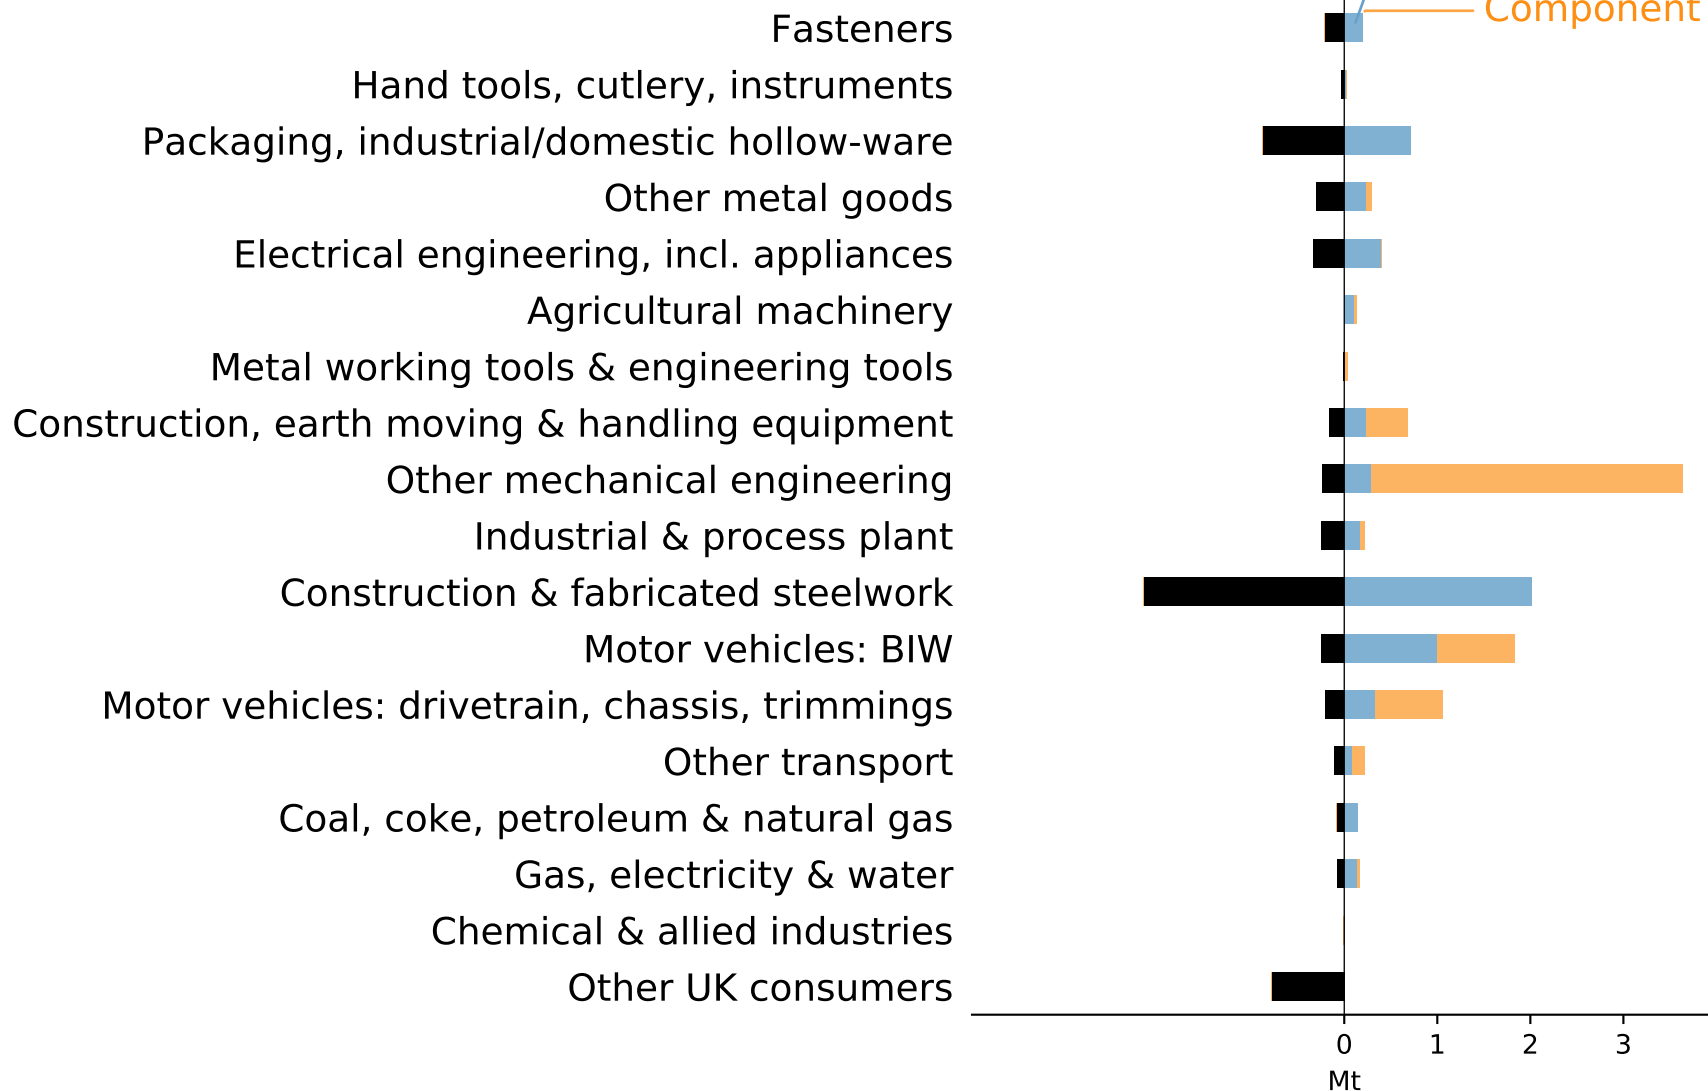 Component
Fasteners
Hand tools, cutlery, instruments
Packaging, industrial/domestic hollow-ware
Other metal goods
Electrical engineering, incl. appliances
Agricultural machinery
Metal working tools & engineering tools
Construction, earth moving & handling equipment
Other mechanical engineering
Industrial & process plant
Construction & fabricated steelwork
Motor vehicles: BIW
Motor vehicles: drivetrain, chassis, trimmings
Other transport
Coal, coke, petroleum & natural gas
Gas, electricity & water
Chemical & allied industries
Other UK consumers
0 1 2 3
Mt